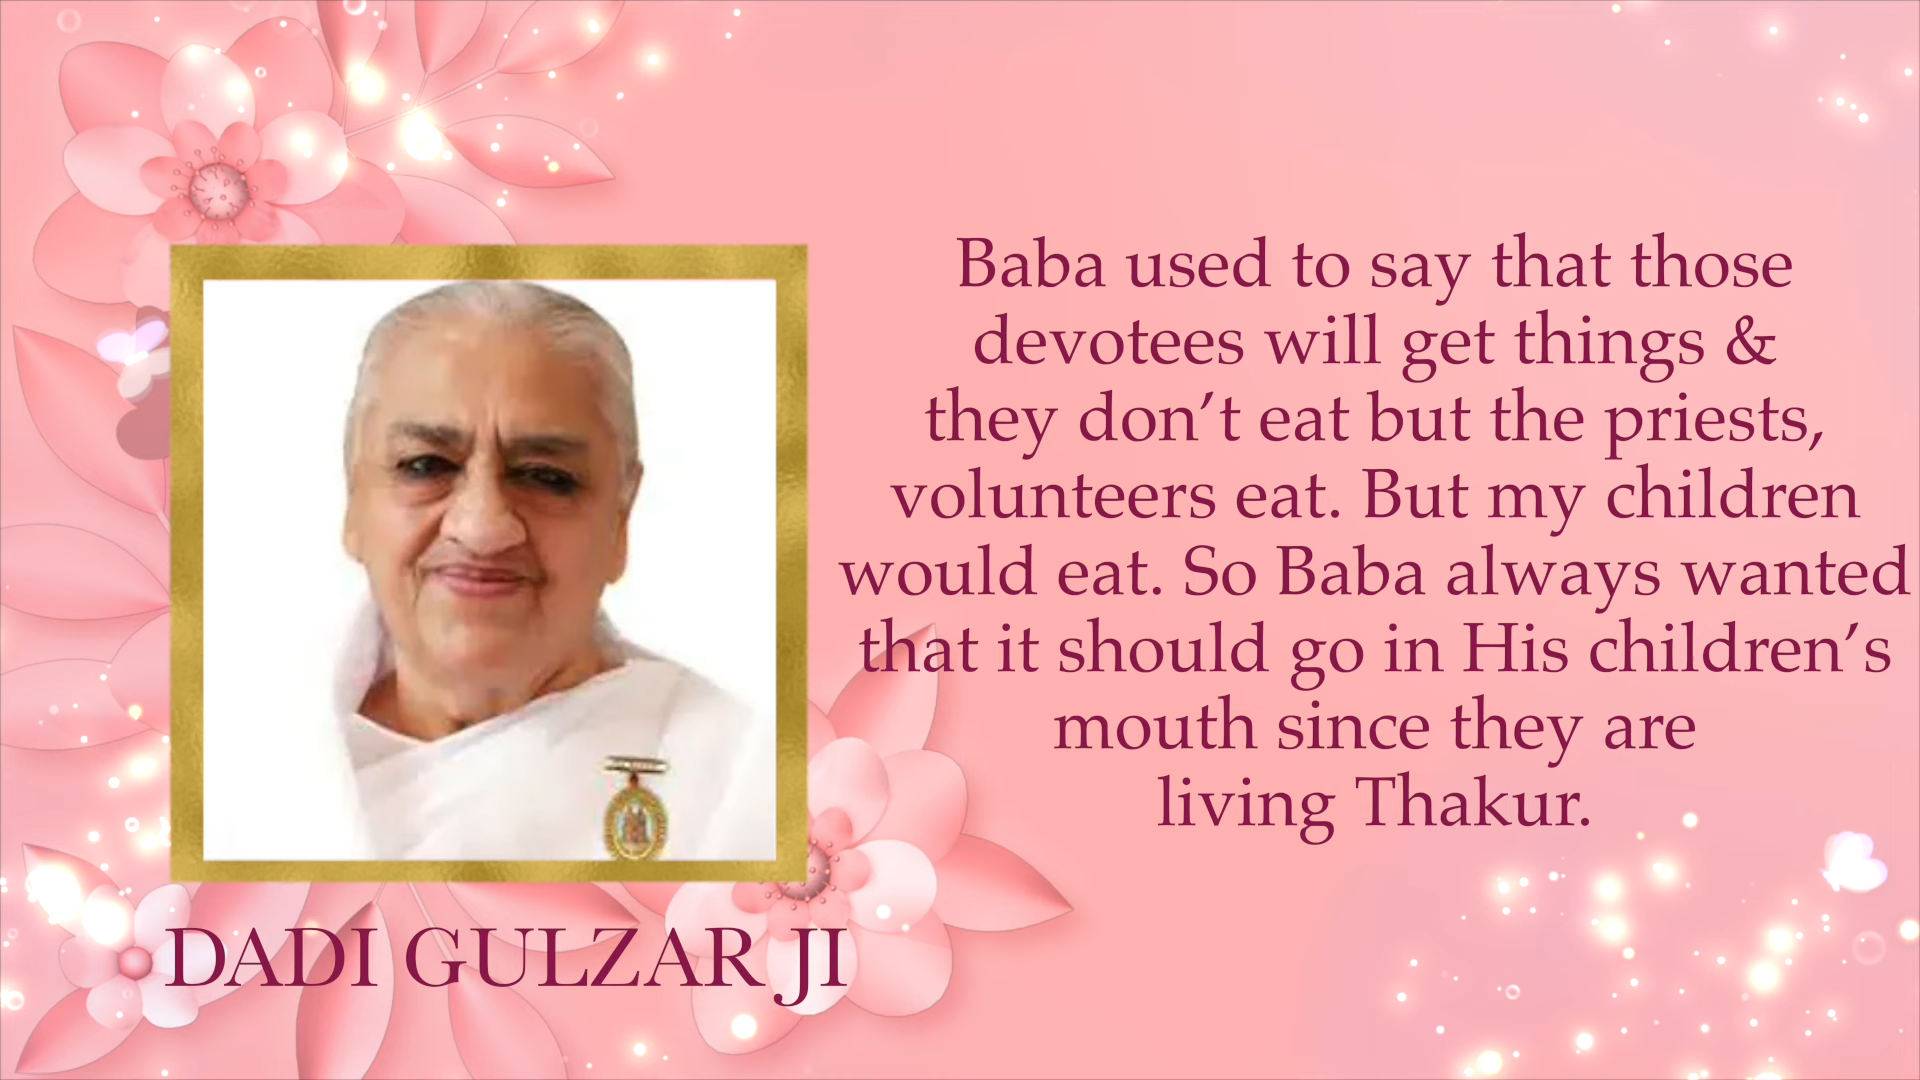 Baba used to say that those
devotees will get things &
they don’t eat but the priests,
volunteers eat. But my children
would eat. So Baba always wanted
that it should go in His children’s
mouth since they are
living Thakur.
DADI GULZAR JI